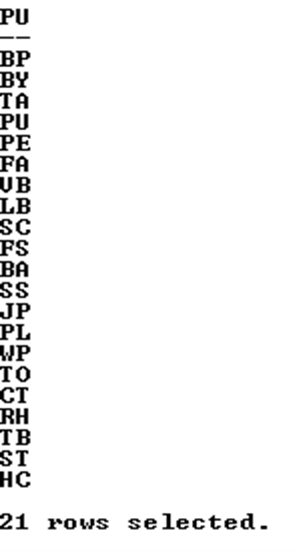 PU
--
BP
BY
TA
PU
PE
FA
VB
LB
SC
FS
BA
SS
JP
PL
WP
TO
CT
RH
TB
ST
HC
21 rows selected.